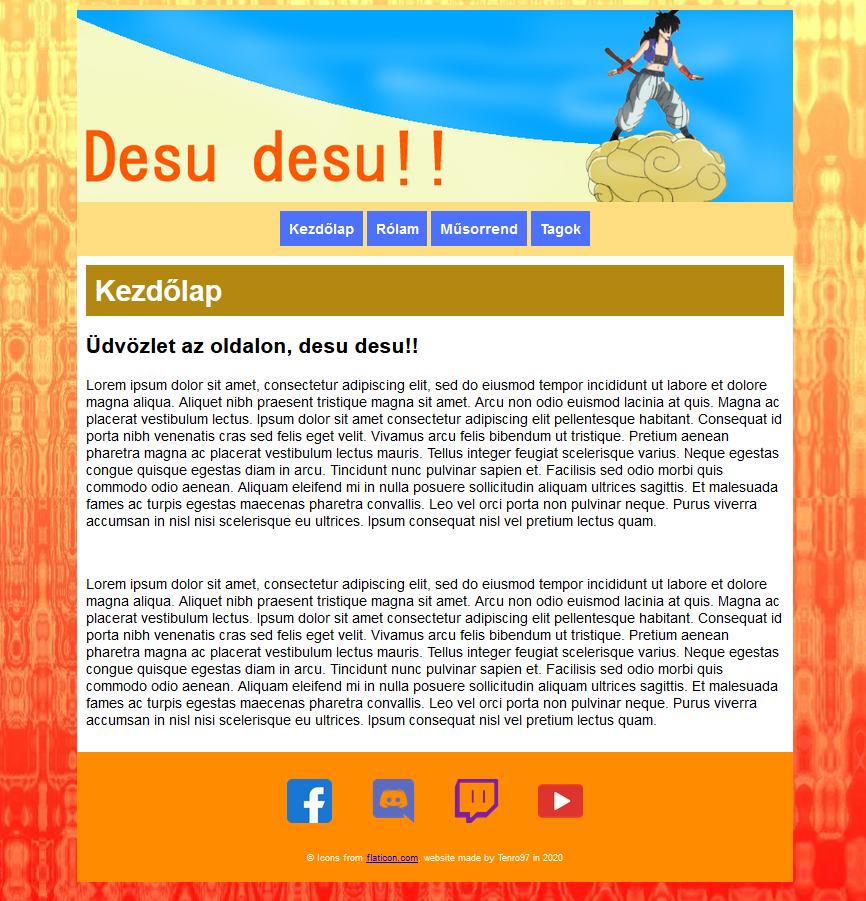 Desu desu!!
Kezdőlap Rólam Műsorrend Tagok
Kezdőlap
Üdvözlet az oldalon, desu desu!!
Lorem ipsum dolor sit amet, consectetur adipiscing elit, sed do eiusmod tempor incididunt ut labore et dolore
magna aliqua. Aliquet nibh praesent tristique magna sit amet. Arcu non odio euismod lacinia at quis. Magna ac
placerat vestibulum lectus. Ipsum dolor sit amet consectetur adipiscing elit pellentesque habitant. Consequat id
porta nibh venenatis cras sed felis eget velit. Vivamus arcu felis bibendum ut tristique. Pretium aenean
pharetra magna ac placerat vestibulum lectus mauris. Tellus integer feugiat scelerisque varius. Neque egestas
congue quisque egestas diam in arcu. Tincidunt nunc pulvinar sapien et. Facilisis sed odio morbi quis
commodo odio aenean. Aliquam eleifend mi in nulla posuere sollicitudin aliquam ultrices sagittis. Et malesuada
fames ac turpis egestas maecenas pharetra convallis. Leo vel orci porta non pulvinar neque. Purus viverra
accumsan in nisl nisi scelerisque eu ultrices. Ipsum consequat nisl vel pretium lectus quam.
Lorem ipsum dolor sit amet, consectetur adipiscing elit, sed do eiusmod tempor incididunt ut labore et dolore
magna aliqua. Aliquet nibh praesent tristique magna sit amet. Arcu non odio euismod lacinia at quis. Magna ac
placerat vestibulum lectus. Ipsum dolor sit amet consectetur adipiscing elit pellentesque habitant. Consequat id
porta nibh venenatis cras sed felis eget velit. Vivamus arcu felis bibendum ut tristique. Pretium aenean
pharetra magna ac placerat vestibulum lectus mauris. Tellus integer feugiat scelerisque varius. Neque egestas
congue quisque egestas diam in arcu. Tincidunt nunc pulvinar sapien et. Facilisis sed odio morbi quis
commodo odio aenean. Aliquam eleifend mi in nulla posuere sollicitudin aliquam ultrices sagittis. Et malesuada
fames ac turpis egestas maecenas pharetra convallis. Leo vel orci porta non pulvinar neque. Purus viverra
accumsan in nisl nisi scelerisque eu ultrices. Ipsum consequat nisl vel pretium lectus quam.
© Icons from flaticon.com, website made by Tenro97 in 2020